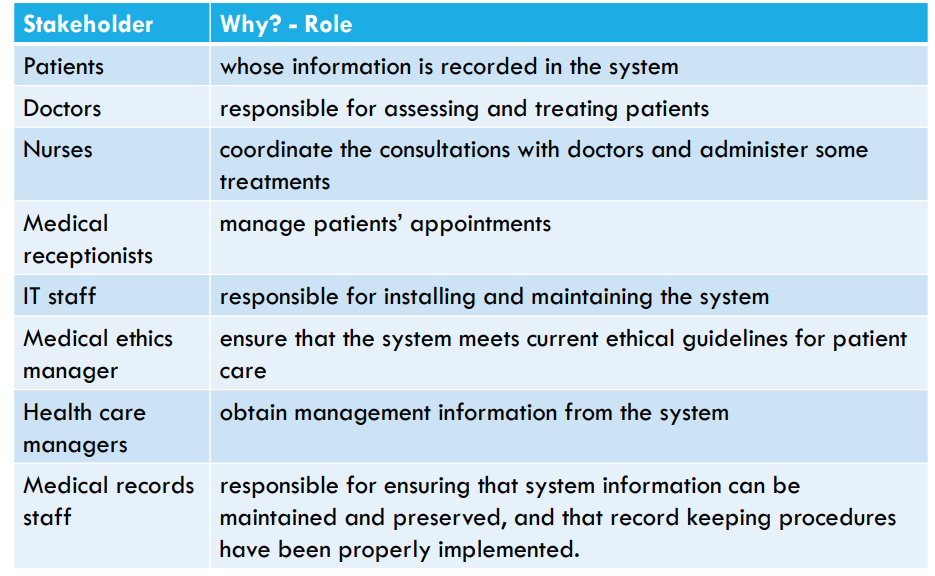 Stakeholder Why? - Role
Patients whose information is recorded in the system
Doctors responsible for assessing and treating patients
Nurses coordinate the consultations with doctors and administer some
treatments
Medical manage patients’ appointments
receptionists
IT staff responsible for installing and maintaining the system
Medical ethics ensure that the system meets current ethical guidelines for patient
manager care
Health care obtain management information from the system
managers
Medical records responsible for ensuring that system information can be
staff maintained and preserved, and that record keeping procedures
have been properly implemented.